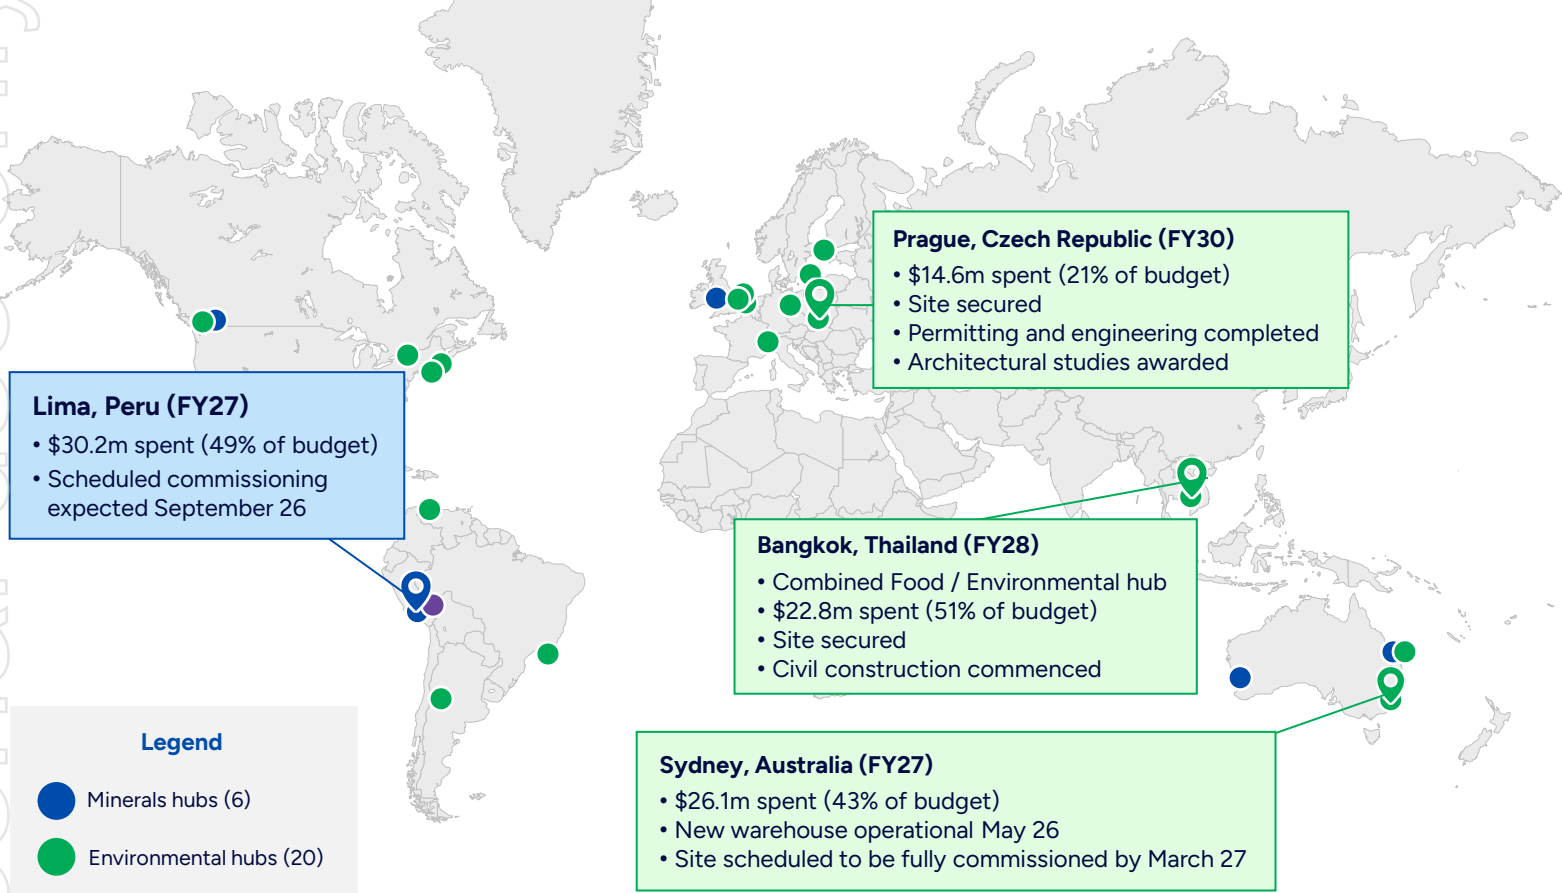 Prague, Czech Republic (FY30)
• $14.6m spent (21% of budget)
• Site secured
• Permitting and engineering completed
• Architectural studies awarded
Lima, Peru (FY27)
• $30.2m spent (49% of budget)
• Scheduled commissioning
expected September 26
Bangkok, Thailand (FY28)
• Combined Food / Environmental hub
• $22.8m spent (51% of budget)
• Site secured
• Civil construction commenced
Sydney, Australia (FY27)
• $26.1m spent (43% of budget)
• New warehouse operational May 26
• Site scheduled to be fully commissioned by March 27
Legend
Minerals hubs (6)
Environmental hubs (20)